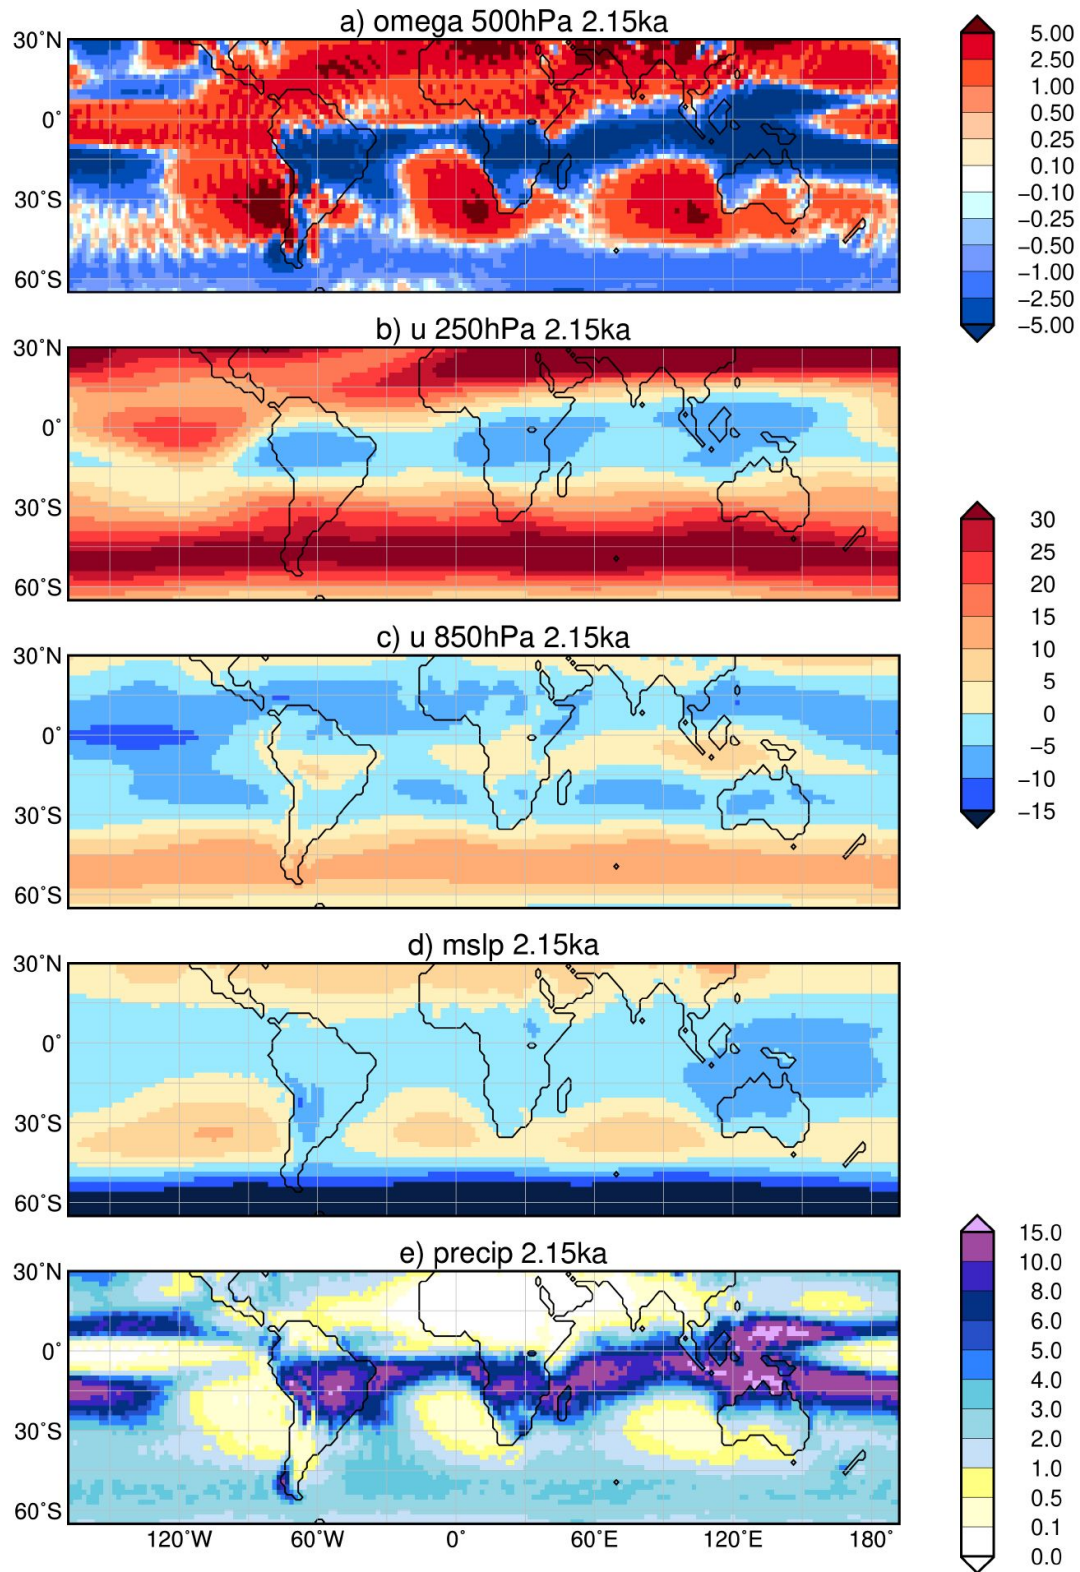 a) omega 500hPa 2.15ka
30˚N
0˚
30˚S
60˚S
5.00
2.50
1.00
0.50
0.25
0.10
−0.10
−0.25
−0.50
−1.00
−2.50
−5.00
b) u 250hPa 2.15ka
30˚N
0˚
30˚S
60˚S
c) u 850hPa 2.15ka
30˚N
0˚
30˚S
60˚S
30
25
20
15
10
5
0
−5
−10
−15
d) mslp 2.15ka
30˚N
0˚
30˚S
60˚S
e) precip 2.15ka
30˚N
0˚
30˚S
60˚S
120˚W 60˚W 0˚ 60˚E 120˚E 180˚
15.0
10.0
8.0
6.0
5.0
4.0
3.0
2.0
1.0
0.5
0.1
0.0